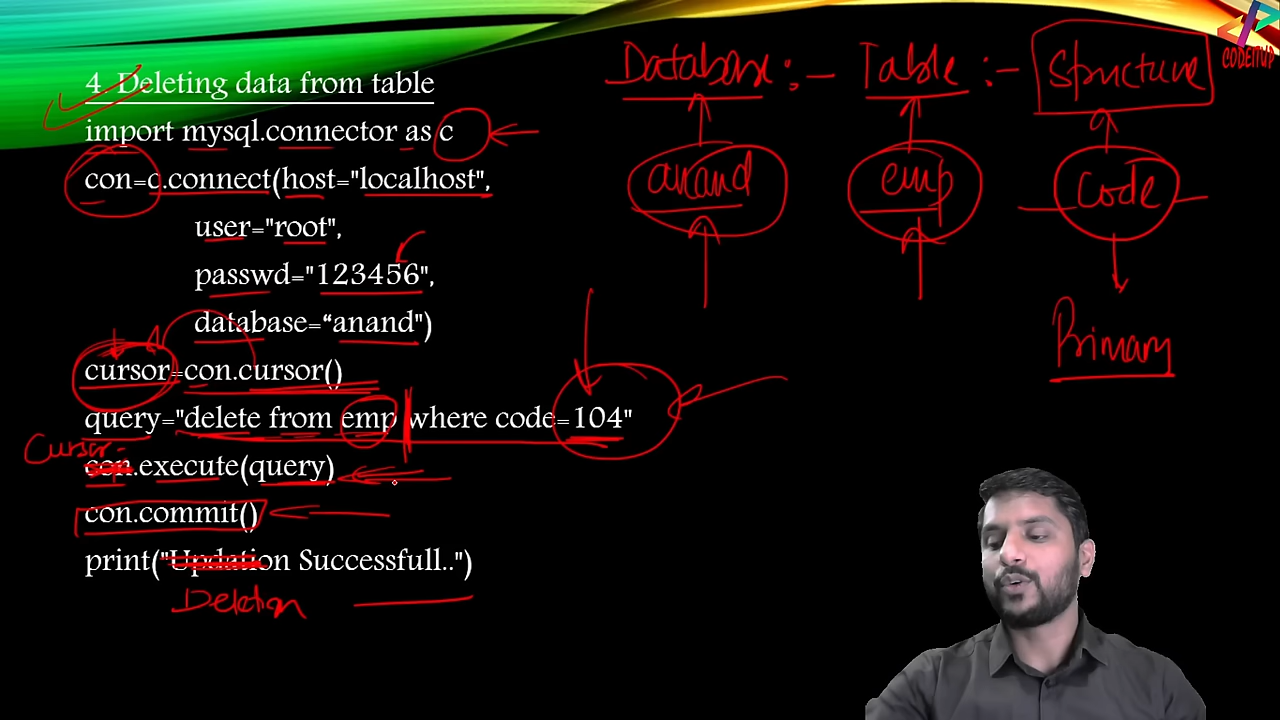 4. Deleting data from table
import mysql.connector as c
con=c.connect(host="localhost",
user="root",
passwd="123456",
database=“anand")
cursor=con.cursor()
query="delete from emp where code=104"
Cursor
con.execute(query)
con.commit()
print("Updation Successfull..")
Deletion
Database :- Table :- Structure
anand emp Code
Primary
CODEITUP